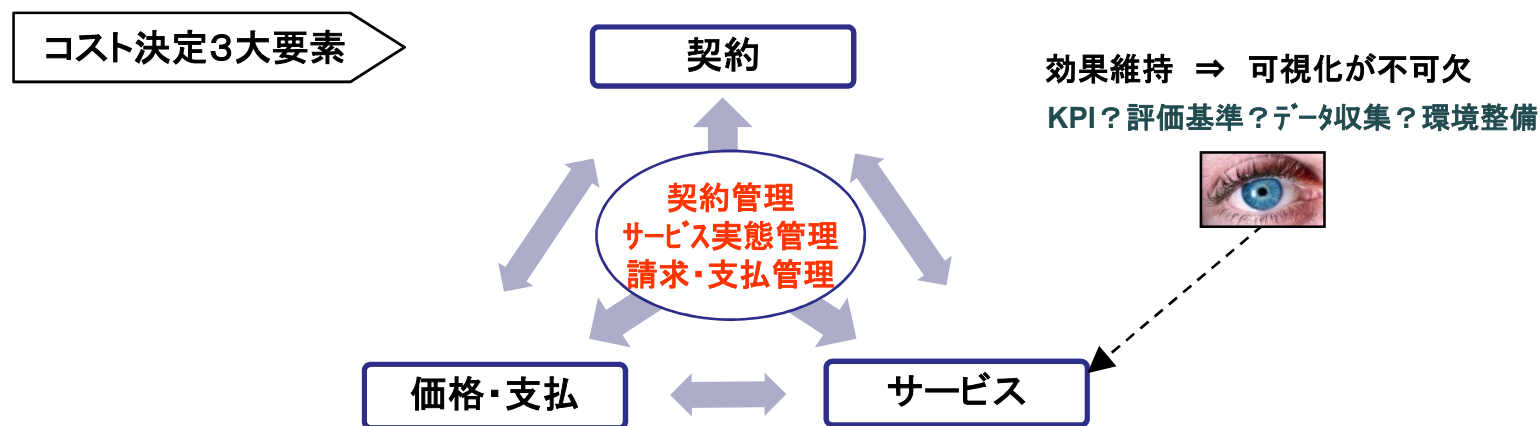 コスト決定３大要素
契約
効果維持 ⇒ 可視化が不可欠
KPI？評価基準？ﾃﾞｰﾀ収集？環境整備
契約管理
ｻｰﾋﾞｽ実態管理
請求・支払管理
価格・支払
サービス